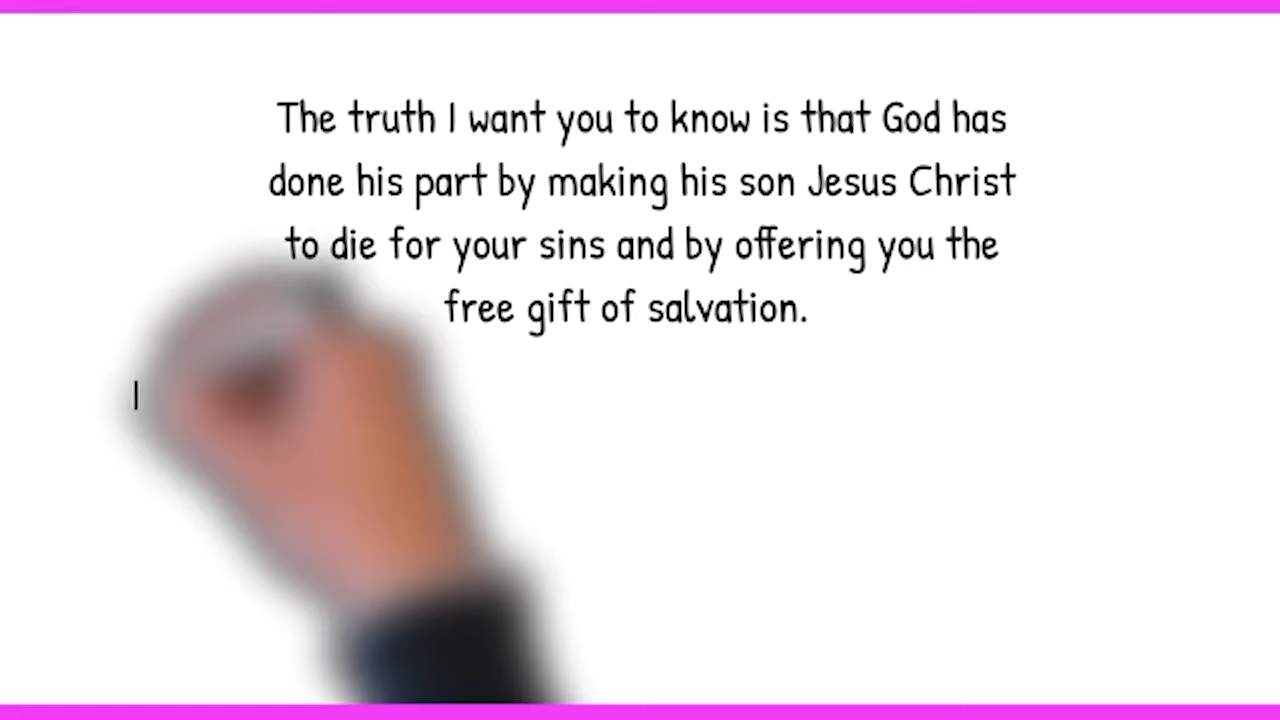 The truth I want you to know is that God has
done his part by making his son Jesus Christ
to die for your sins and by offering you the
free gift of salvation.
I